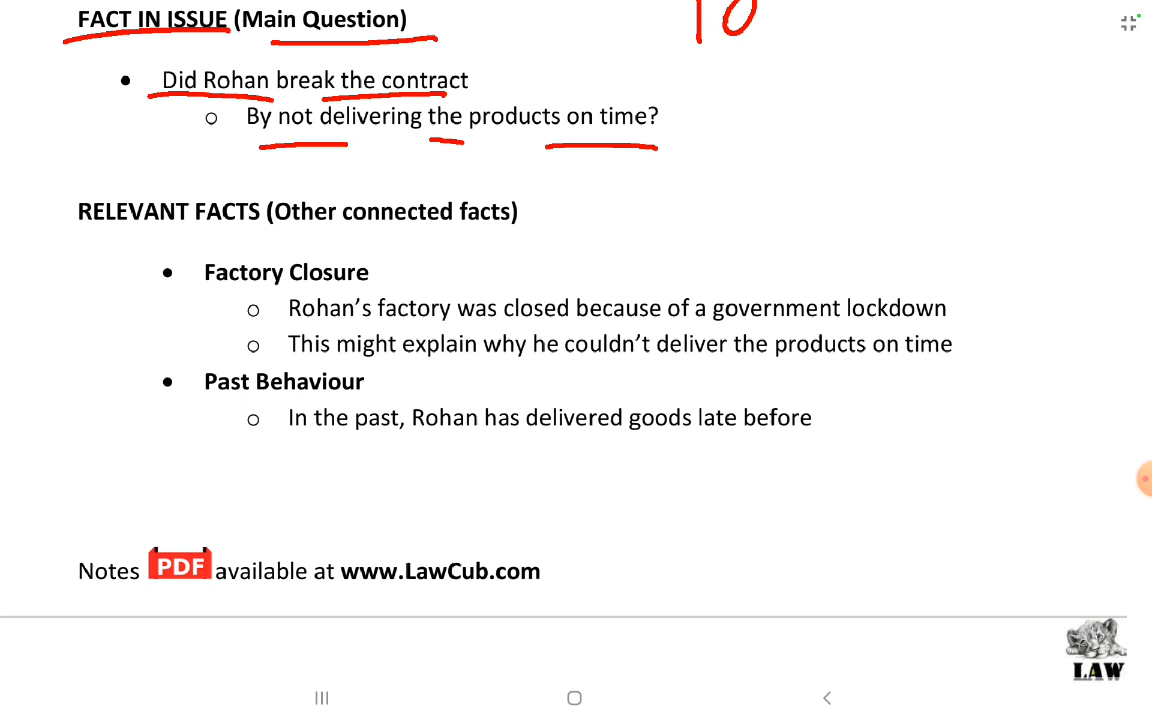 FACT IN ISSUE (Main Question)
• Did Rohan break the contract
o By not delivering the products on time?
RELEVANT FACTS (Other connected facts)
• Factory Closure
o Rohan’s factory was closed because of a government lockdown
o This might explain why he couldn’t deliver the products on time
• Past Behaviour
o In the past, Rohan has delivered goods late before
Notes PDF available at www.LawCub.com
LAW